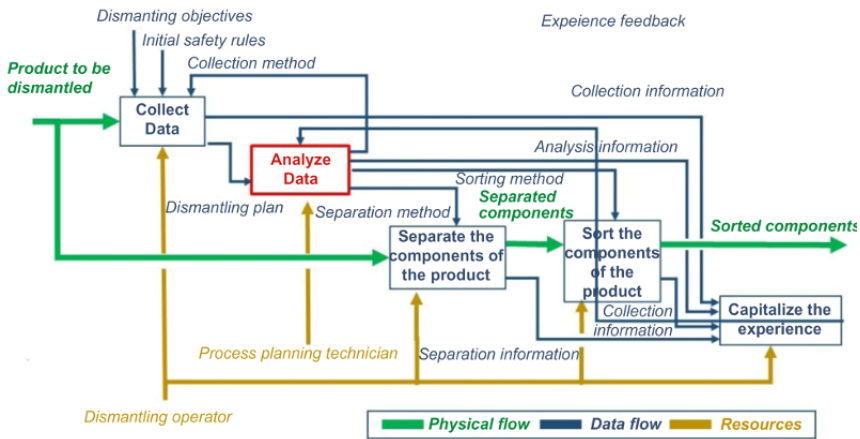 Dismanting objectives
Expeience feedback
Initial safety rules
Collection method
Product to be
dismantled
Collection information
Collect
Data
Analysis information
Analyze
Data
Sorting method
Separated
components
Dismantling plan
Separation method
Sorted components
Separate the
components of
the product
Sort the
components
of the
product
Collection
information
Capitalize the
experience
Process planning technician
Separation information
Dismantling operator
Physical flow
Data flow
Resources